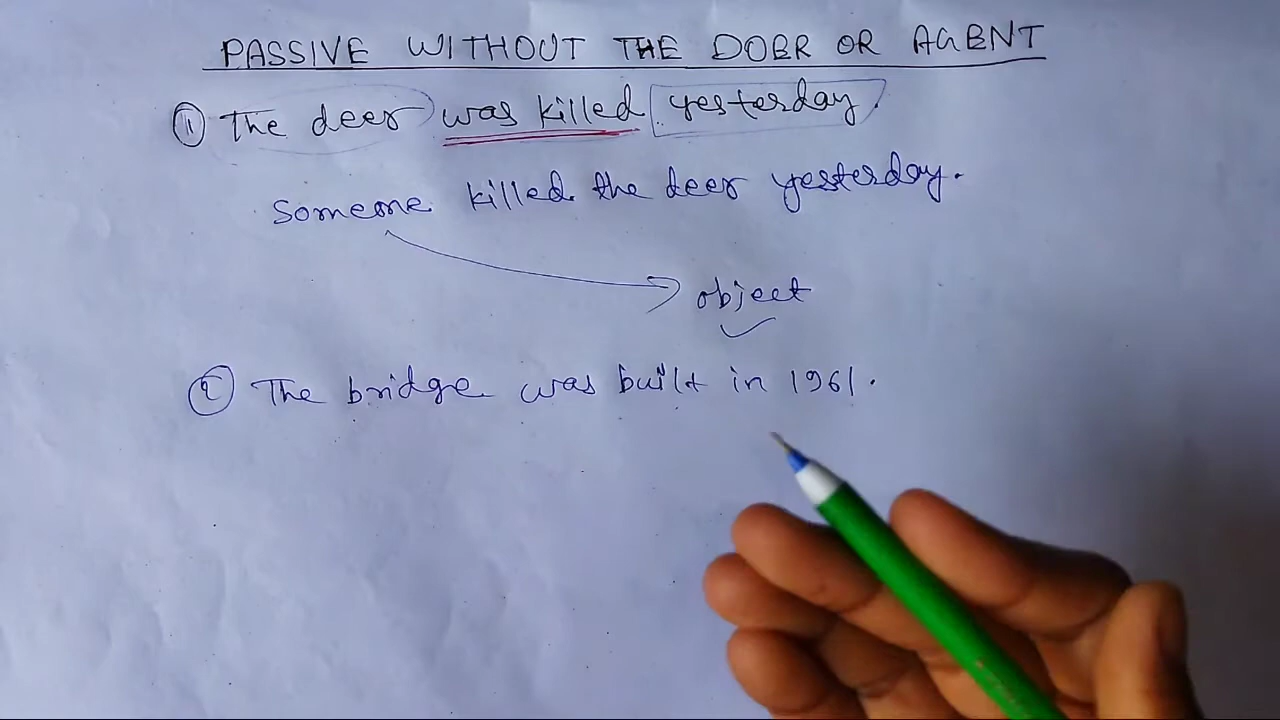 PASSIVE WITHOUT THE DOER OR AGENT
① The deer was killed yesterday.
Someone killed the deer yesterday.
object
② The bridge was built in 1961.